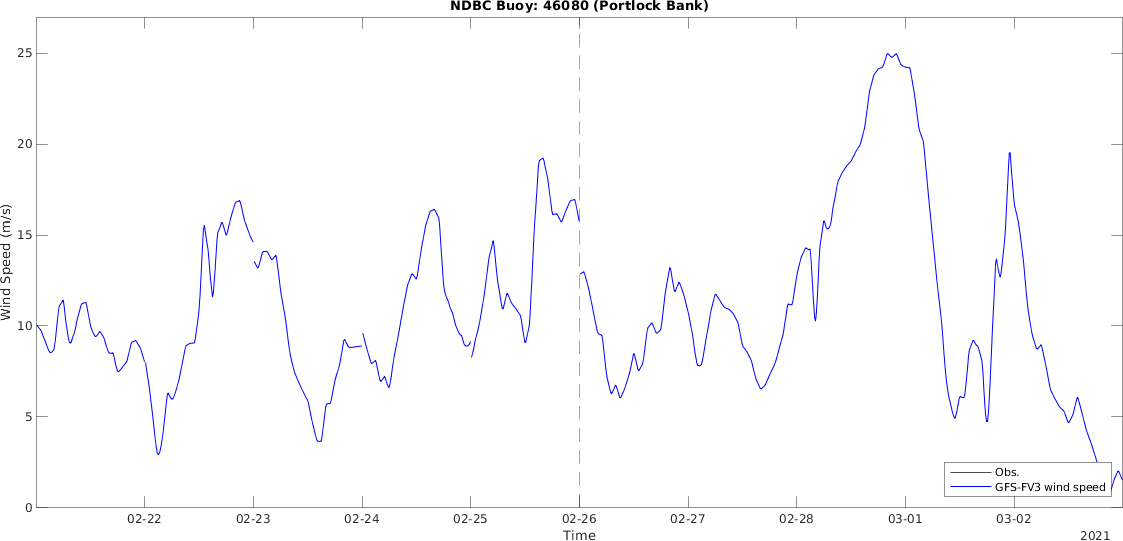 NDBC Buoy: 46080 (Portlock Bank)
Wind Speed (m/s)
25
20
15
10
5
0
Obs.
GFS-FV3 wind speed
02-22 02-23 02-24 02-25 02-26 02-27 02-28 03-01 03-02
Time
2021